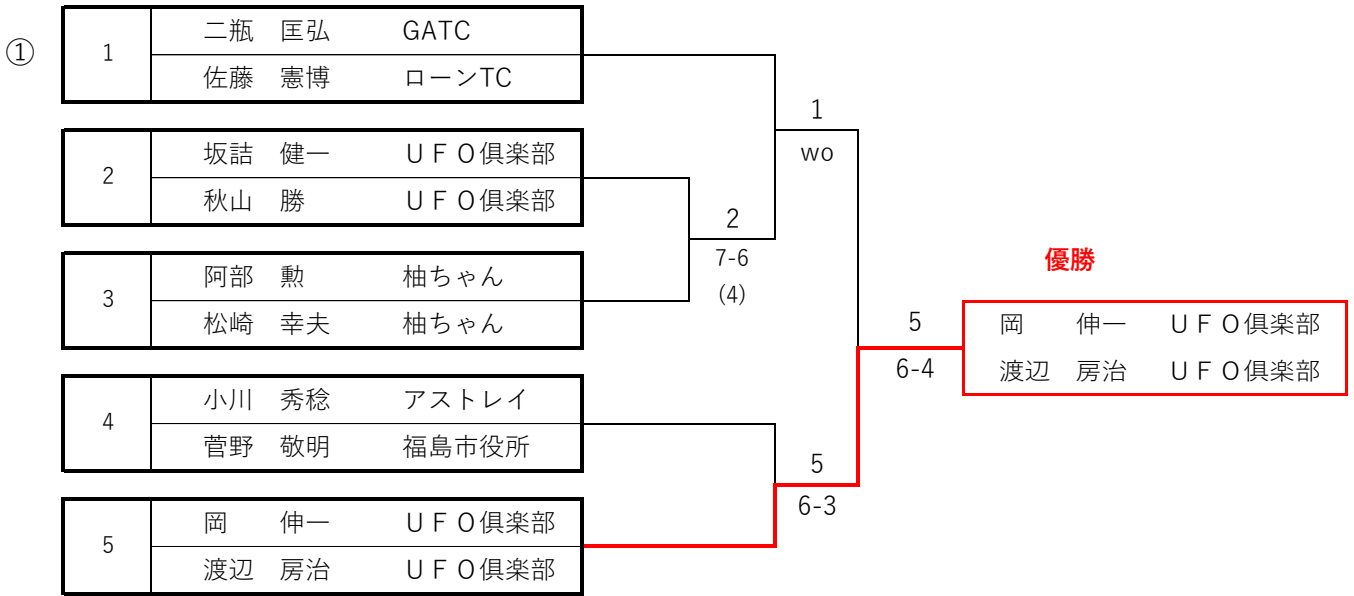 ①
1
二瓶　匡弘　GATC
佐藤　憲博　ローンTC
2
坂詰　健一　ＵＦＯ倶楽部
秋山　勝　ＵＦＯ倶楽部
3
阿部　勲　柚ちゃん
松崎　幸夫　柚ちゃん
4
小川　秀稔　アストレイ
菅野　敬明　福島市役所
5
岡　伸一　ＵＦＯ倶楽部
渡辺　房治　ＵＦＯ倶楽部
2
7-6
(4)
1
wo
5
6-3
5
6-4
優勝
岡　伸一　ＵＦＯ倶楽部
渡辺　房治　ＵＦＯ倶楽部